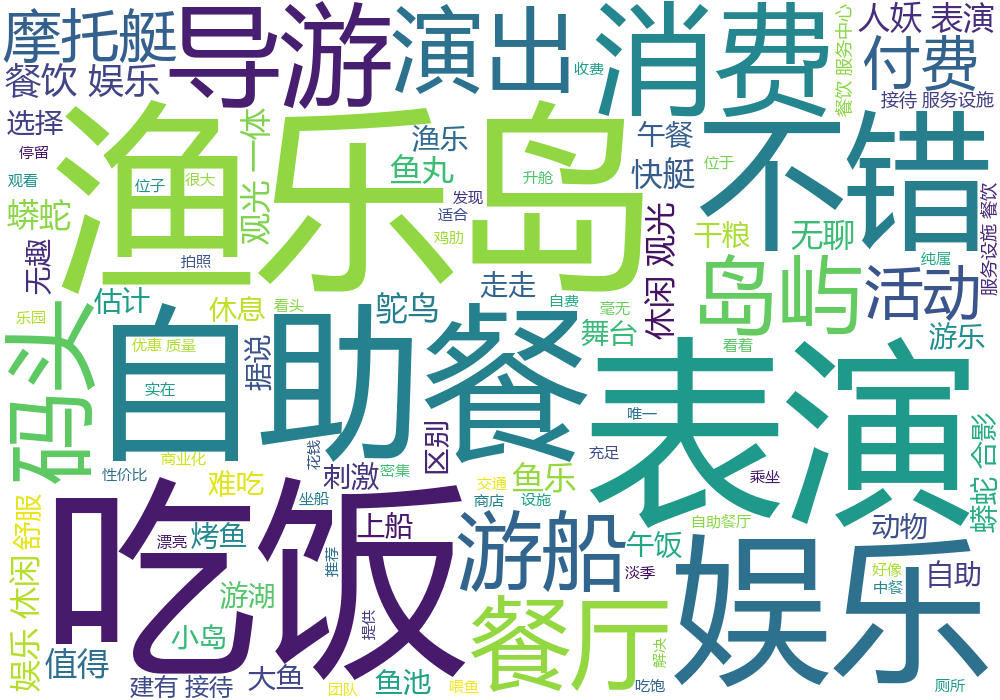 摩托艇
导游
演出
消费
餐饮 服务中心
人妖 表演
付费
餐饮 娱乐
收费
接待 服务设施
选择
渔乐岛
观光 一体
渔乐
午餐
不错
停留
鱼丸
快艇
位于
观看
位子
很大
升舱
蟒蛇
发现
适合
干粮
无聊
服务设施 餐饮
无趣
拍照
鸡肋
休闲 观光
纯属
估计
走走
岛屿
活动
码头
休息
看头
鸵鸟
自费
毫无
乐园
舞台
游乐
自助餐
优惠 质量
据说
看着
表演
实在
唯一
蟒蛇 合影
区别
花钱
商业化
性价比
刺激
密集
充足
难吃
鱼乐
乘坐
吃饭
交通
坐船
商店
设施
娱乐 休闲 舒服
上船
游船
自助餐厅
动物
烤鱼
漂亮
午饭
娱乐
推荐
淡季
好像
自助
游湖
中餐
餐厅
小岛
提供
解决
值得
大鱼
鱼池
建有 接待
团队
喂鱼
吃饱
厕所